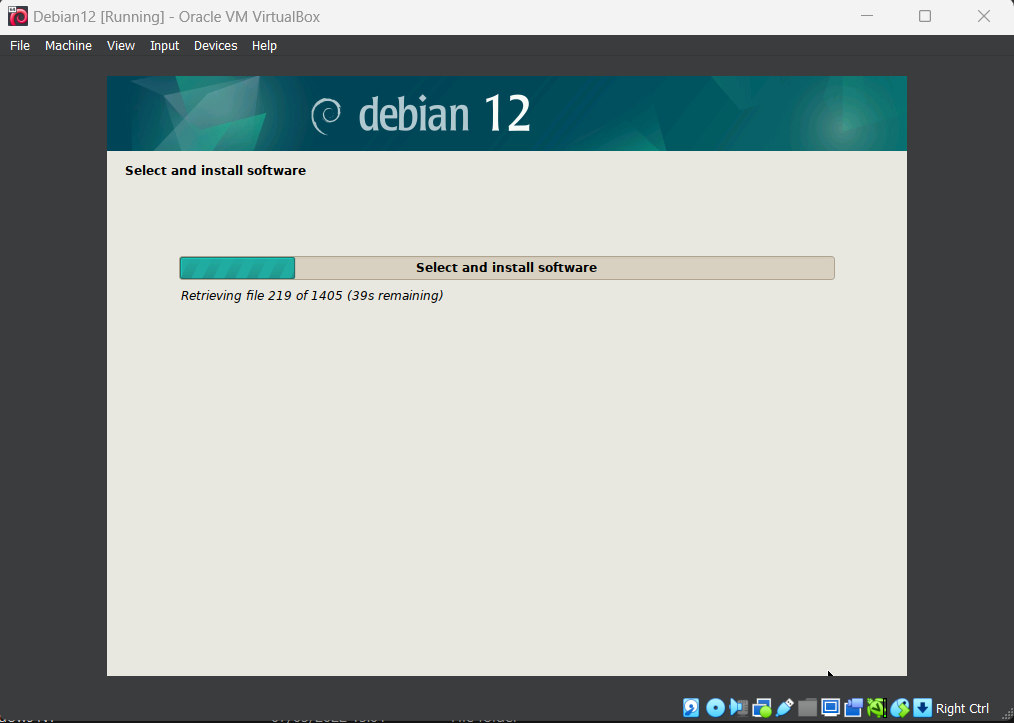 Debian12 [Running] - Oracle VM VirtualBox
File Machine View Input Devices Help
debian 12
Select and install software
Select and install software
Retrieving file 219 of 1405 (39s remaining)
Right Ctrl